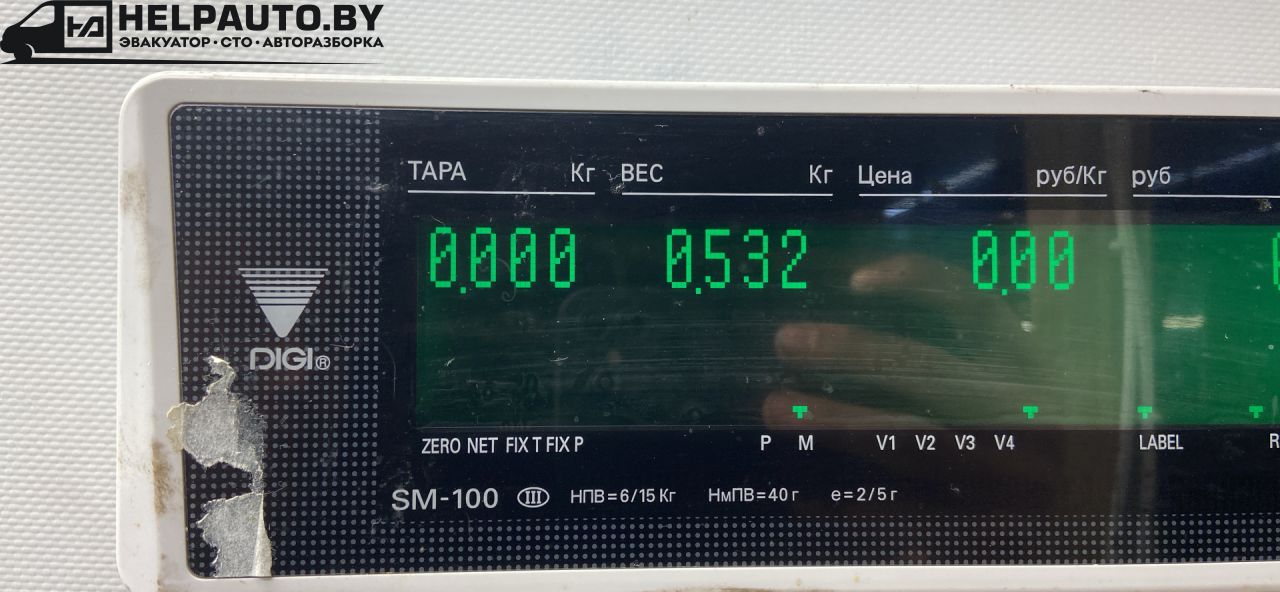 HELPAUTO.BY
ЭВАКУАТОР·СТО·АВТОРАЗБОРКА
ТАРА Кг ВЕС Кг Цена руб/Кг руб
0.000 0.532 0.00
DIGI®
ZERO NET FIX T FIX P P M V1 V2 V3 V4 LABEL
SM-100 III НПВ=6/15 Кг НмПВ=40 г е=2/5 г